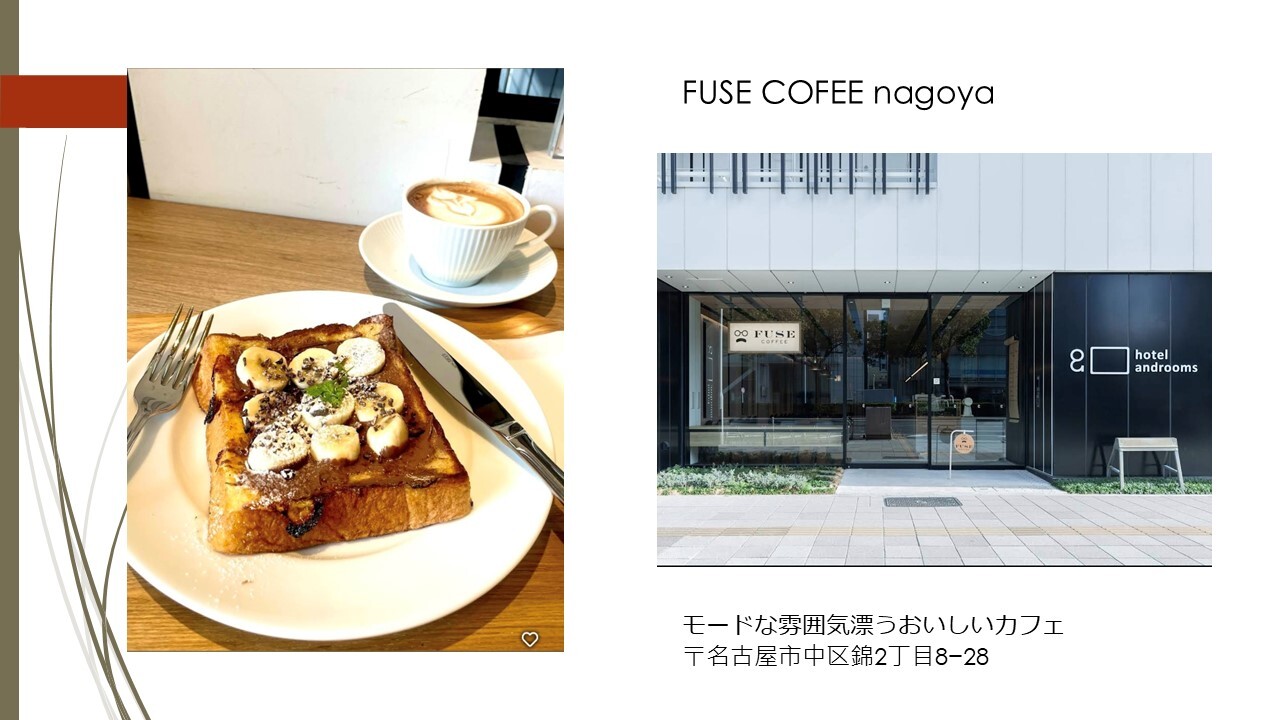 FUSE COFEE nagoya
FUSE
COFFEE
hotel
androoms
FUSE
モードな雰囲気漂うおいしいカフェ
〒名古屋市中区錦2丁目8−28